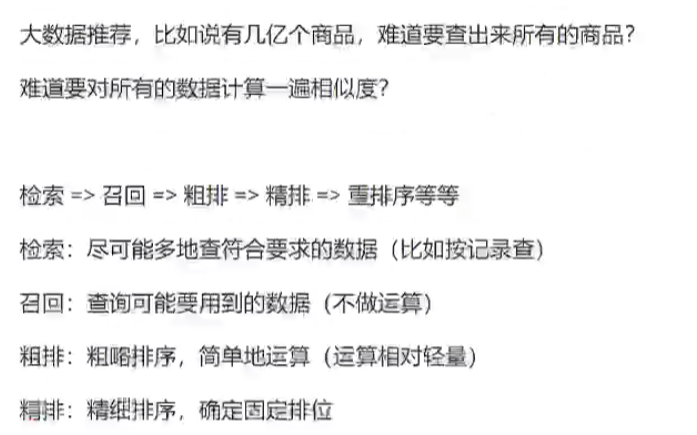 大数据推荐，比如说有几亿个商品，难道要查出来所有的商品？
难道要对所有的数据计算一遍相似度？
检索 => 召回 => 粗排 => 精排 => 重排序等等
检索：尽可能多地查符合要求的数据（比如按记录查）
召回：查询可能要用到的数据（不做运算）
粗排：粗略排序，简单地运算（运算相对轻量）
精排：精细排序，确定固定排位